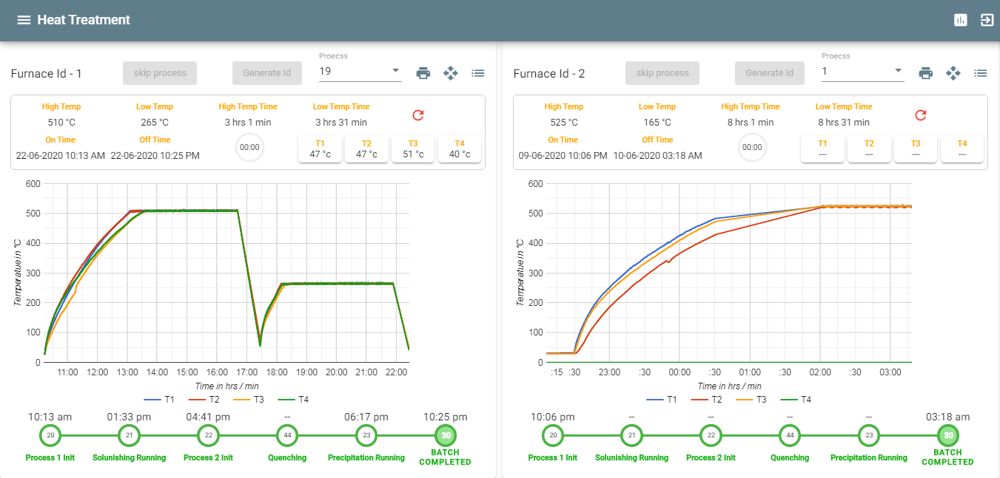 Heat Treatment
Furnace Id - 1
skip process
Generate Id
Proecss
19
High Temp Low Temp High Temp Time Low Temp Time
510 °C 265 °C 3 hrs 1 min 3 hrs 31 min
On Time Off Time
22-06-2020 10:13 AM 22-06-2020 10:25 PM
00:00
T1 T2 T3 T4
47 °c 47 °c 51 °c 40 °c
600
500
400
300
200
100
0
Temperatue in °C
11:00 12:00 13:00 14:00 15:00 16:00 17:00 18:00 19:00 20:00 21:00 22:00
Time in hrs / min
T1 T2 T3 T4
10:13 am 01:33 pm 04:41 pm -- 06:17 pm 10:25 pm
20 21 22 44 23 30
Process 1 Init Solunishing Running Process 2 Init Quenching Precipitation Running BATCH
COMPLETED
Furnace Id - 2
skip process
Generate Id
Proecss
1
High Temp Low Temp High Temp Time Low Temp Time
525 °C 165 °C 8 hrs 1 min 8 hrs 31 min
On Time Off Time
09-06-2020 10:06 PM 10-06-2020 03:18 AM
00:00
T1 T2 T3 T4
--- --- --- ---
600
500
400
300
200
100
0
Temperatue in °C
:15 :30 23:00 :30 00:00 :30 01:00 :30 02:00 :30 03:00
Time in hrs / min
T1 T2 T3 T4
10:06 pm -- -- -- -- 03:18 am
20 21 22 44 23 30
Process 1 Init Solunishing Running Process 2 Init Quenching Precipitation Running BATCH
COMPLETED